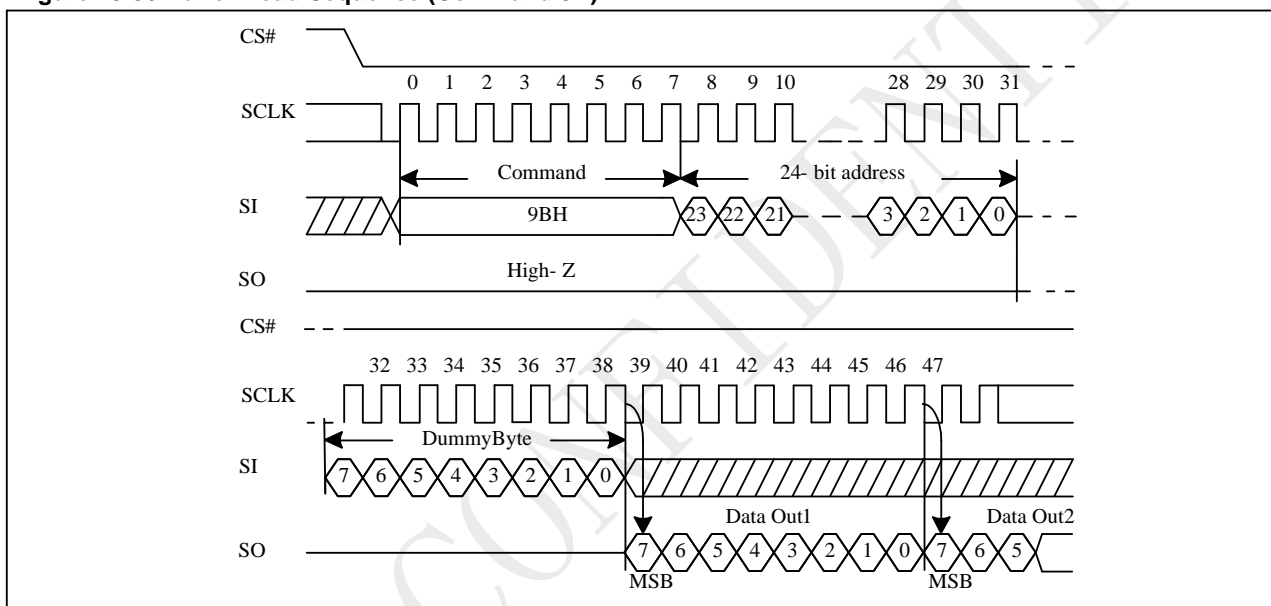 CS#
0 1 2 3 4 5 6 7 8 9 10 28 29 30 31
SCLK
Command 24- bit address
SI 9BH 23 22 21 3 2 1 0
High- Z
SO
CS#
32 33 34 35 36 37 38 39 40 41 42 43 44 45 46 47
SCLK
DummyByte
SI 7 6 5 4 3 2 1 0
Data Out1 Data Out2
SO 7 6 5 4 3 2 1 0 7 6 5
MSB MSB